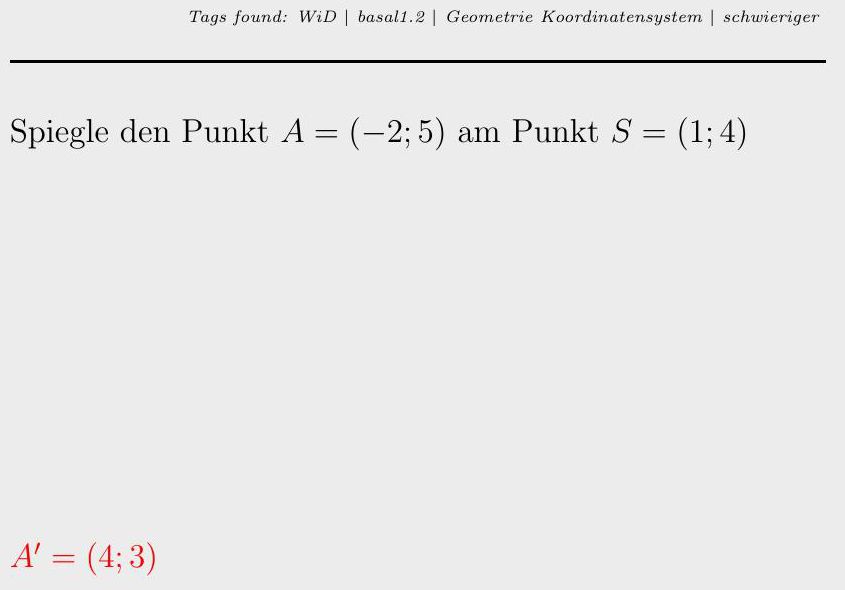 Tags found: WiD | basal1.2 | Geometrie Koordinatensystem | schwieriger
Spiegle den Punkt A = (−2; 5) am Punkt S = (1; 4)
A′ = (4; 3)